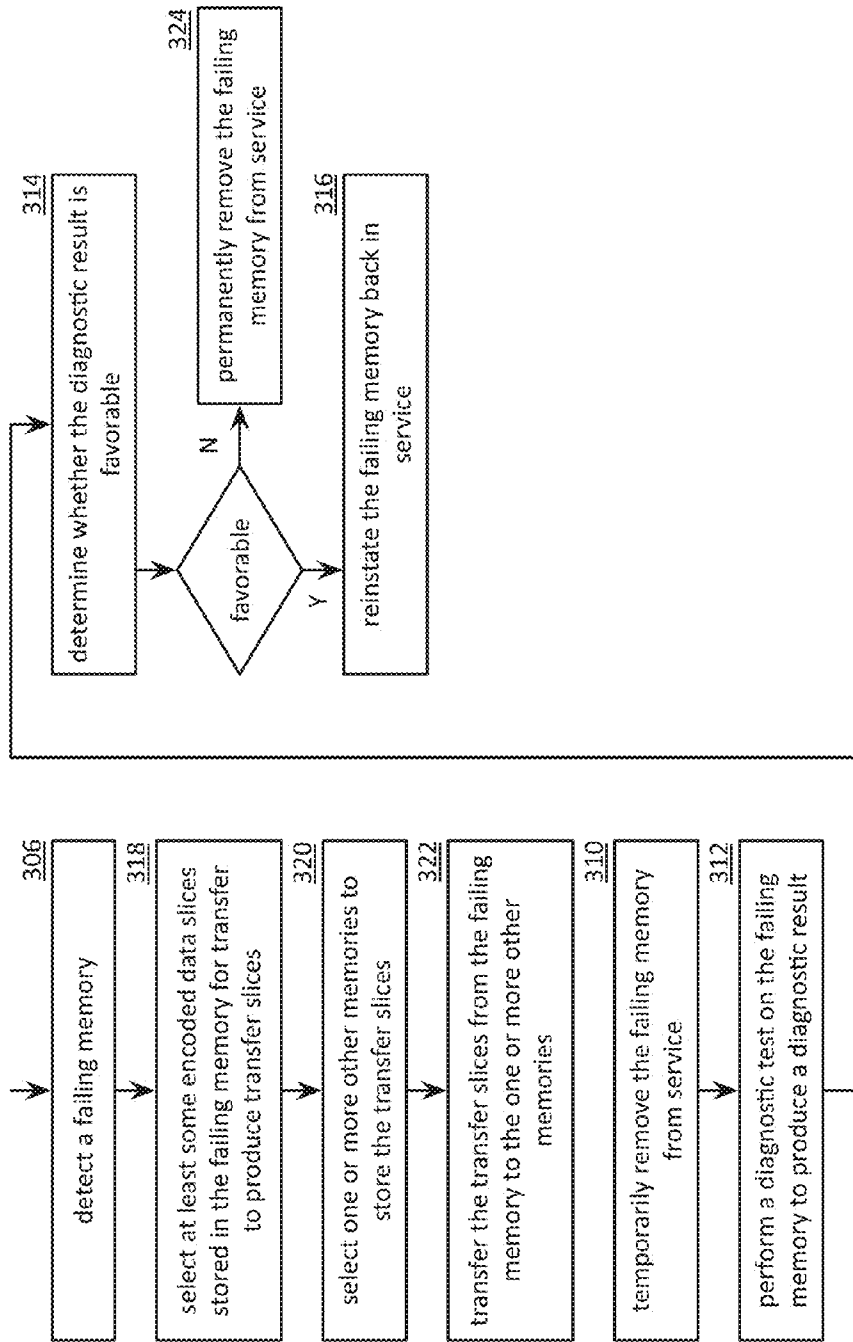 306
detect a failing memory
318
select at least some encoded data slices
stored in the failing memory for transfer
to produce transfer slices
320
select one or more other memories to
store the transfer slices
322
transfer the transfer slices from the failing
memory to the one or more other
memories
310
temporarily remove the failing memory
from service
312
perform a diagnostic test on the failing
memory to produce a diagnostic result
314
determine whether the diagnostic result is
favorable
favorable
N
324
permanently remove the failing
memory from service
Y
316
reinstate the failing memory back in
service